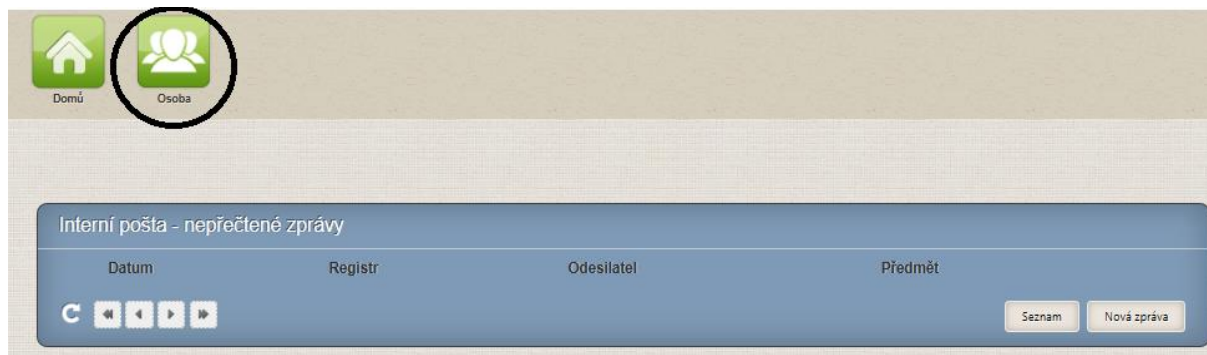 Domů Osoba
Interní pošta - nepřečtené zprávy
Datum Registr Odesilatel Předmět
Seznam Nová zpráva